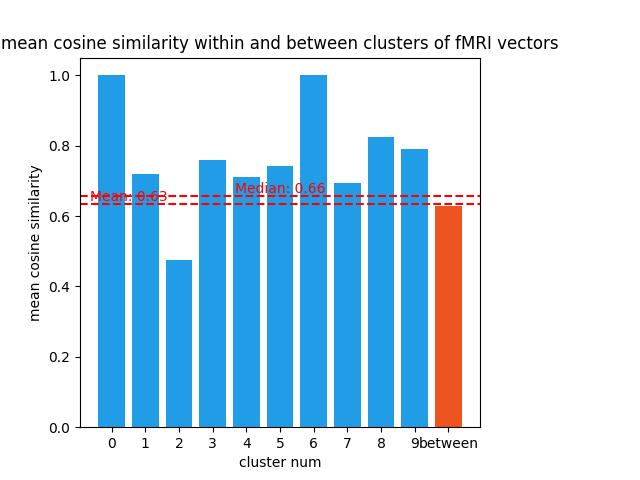 mean cosine similarity within and between clusters of fMRI vectors
1.0
0.8
0.6
0.4
0.2
0.0
mean cosine similarity
Median: 0.66
Mean: 0.63
0 1 2 3 4 5 6 7 8 9 between
cluster num